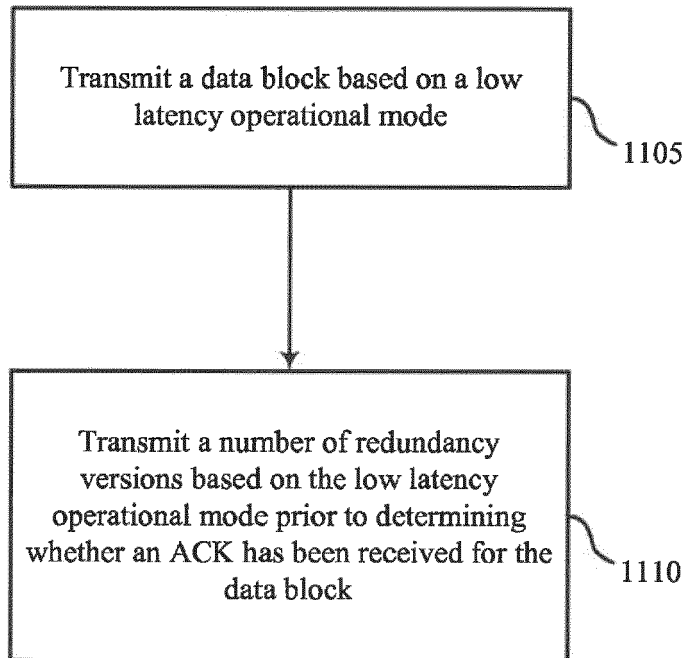 Transmit a data block based on a low
latency operational mode
1105
Transmit a number of redundancy
versions based on the low latency
operational mode prior to determining
whether an ACK has been received for the
data block
1110